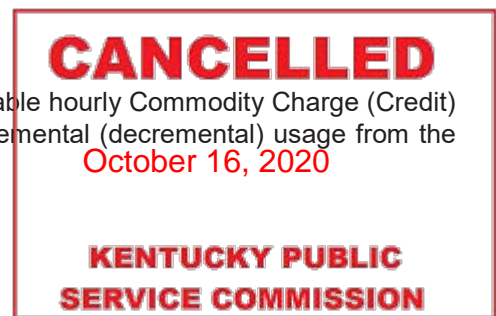 CANCELLED
able hourly Commodity Charge (Credit)
emental (decremental) usage from the
October 16, 2020
KENTUCKY PUBLIC
SERVICE COMMISSION